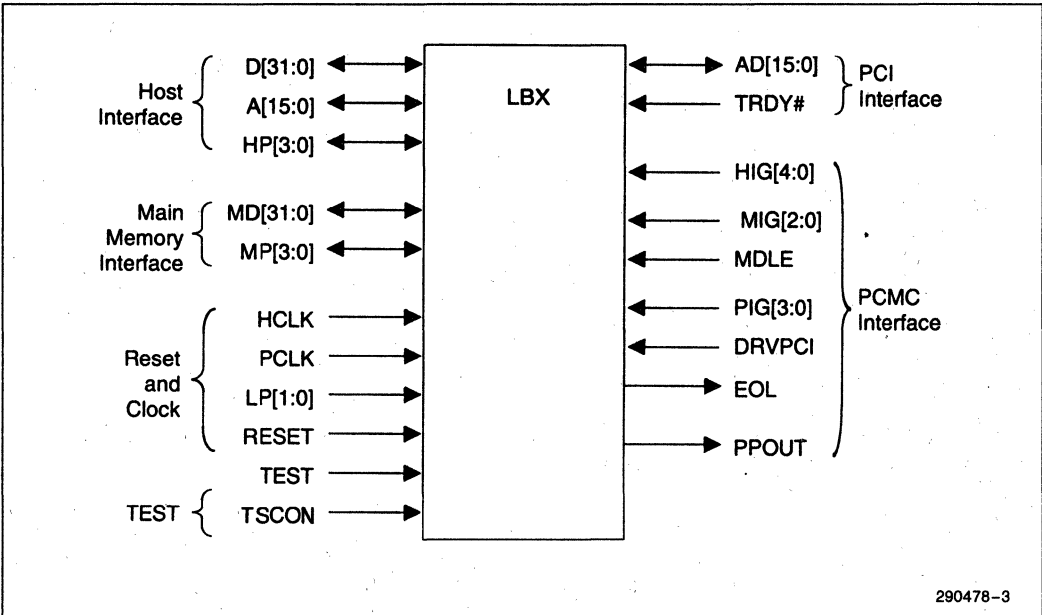 Host
Interface
D[31:0]
A[15:0]
HP[3:0]
Main
Memory
Interface
MD[31:0]
MP[3:0]
Reset
and
Clock
HCLK
PCLK
LP[1:0]
RESET
TEST
TEST
TSCON
LBX
AD[15:0]
TRDY#
PCI
Interface
HIG[4:0]
MIG[2:0]
MDLE
PIG[3:0]
DRVPCI
EOL
PPOUT
PCMC
Interface
290478-3